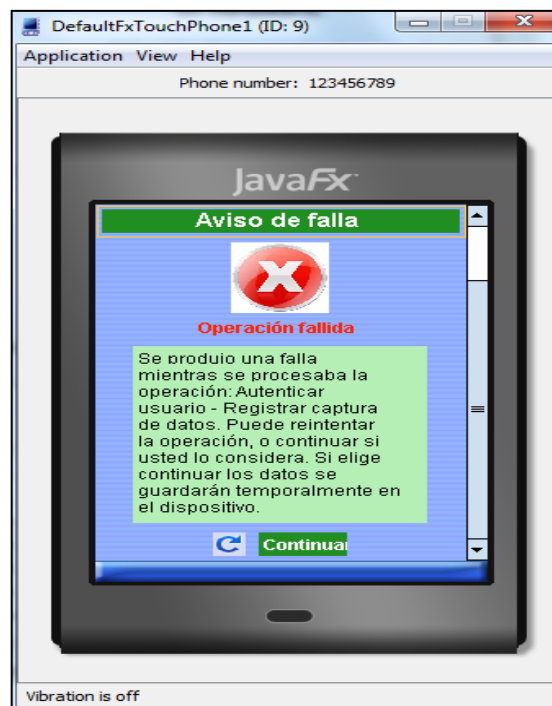 DefaultFxTouchPhone1 (ID: 9)
Application View Help
Phone number: 123456789
JavaFx
Aviso de falla
Operación fallida
Se produjo una falla
mientras se procesaba la
operación: Autenticar
usuario - Registrar captura
de datos. Puede reintentar
la operación, o continuar si
usted lo considera. Si elige
continuar los datos se
guardarán temporalmente en
el dispositivo.
Continuar
Vibration is off